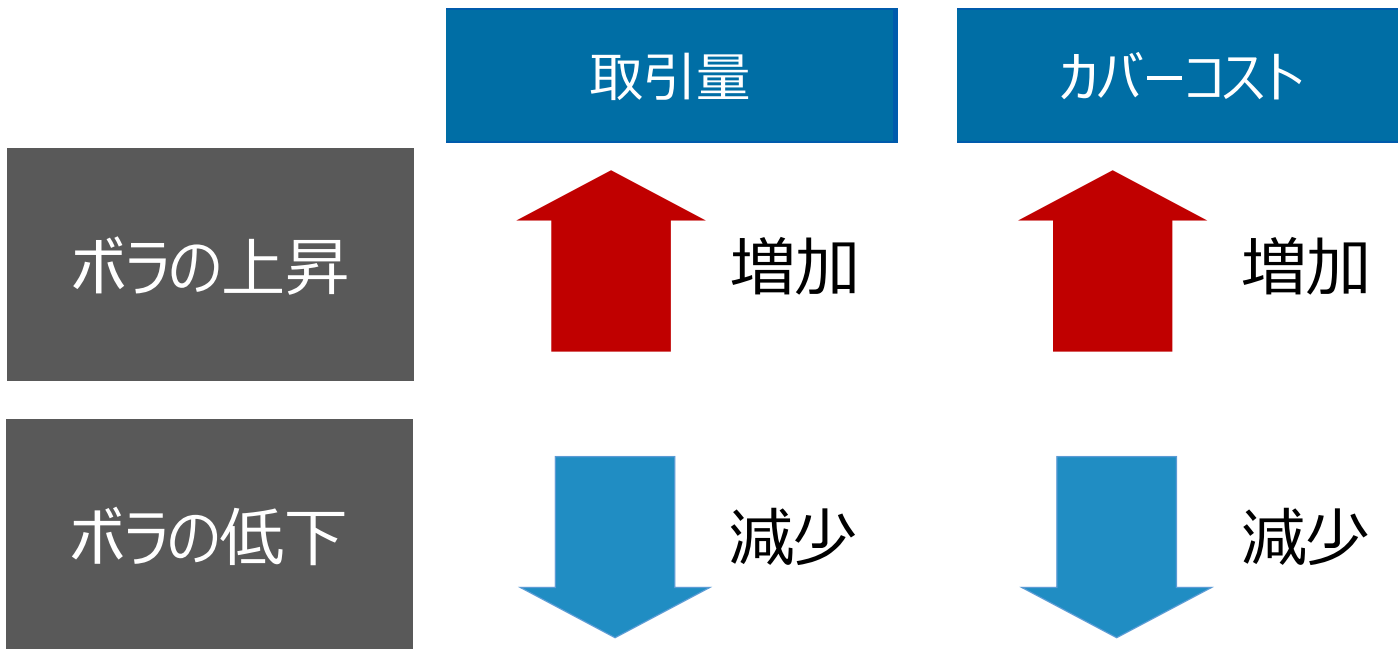 取引量
カバーコスト
ボラの上昇
増加
増加
ボラの低下
減少
減少